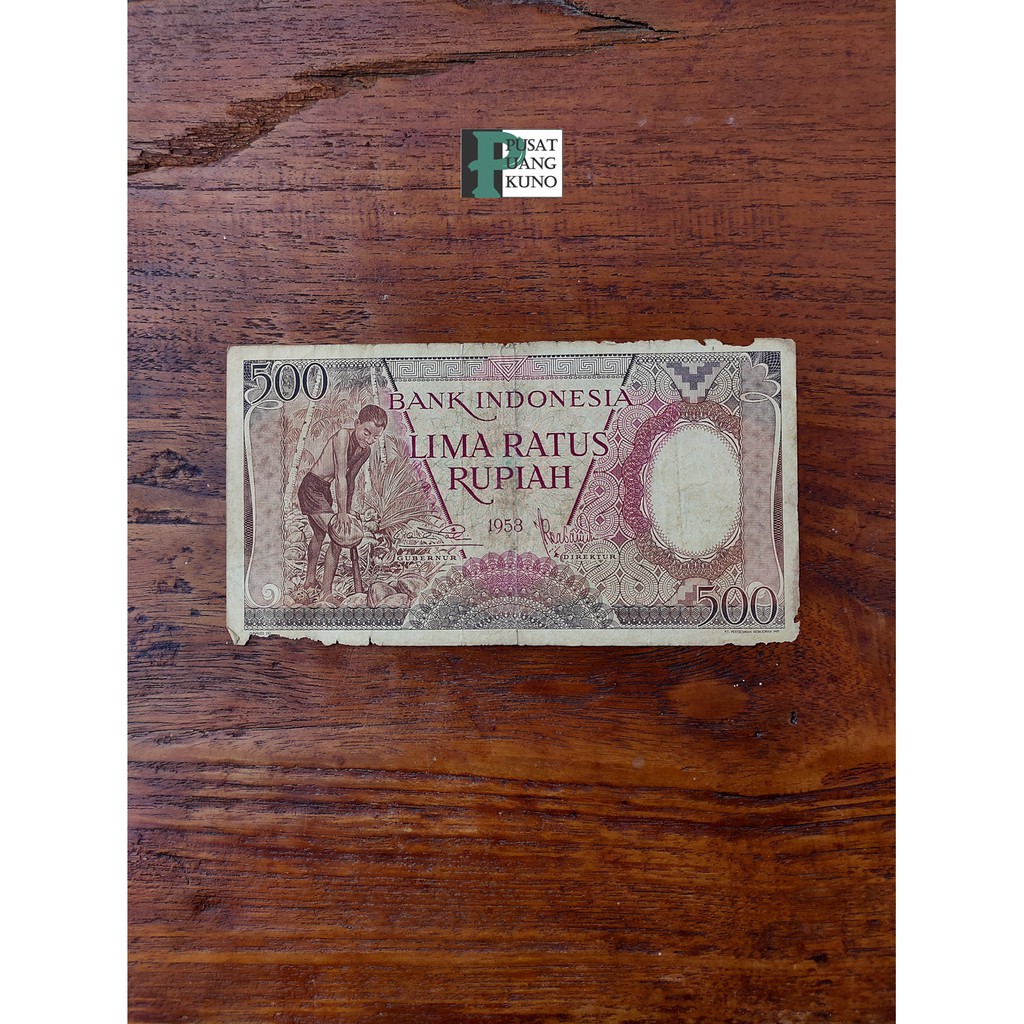 PUSAT
UANG
KUNO
500
BANK INDONESIA
LIMA RATUS
RUPIAH
1958
GUBERNUR
DIREKTUR
500